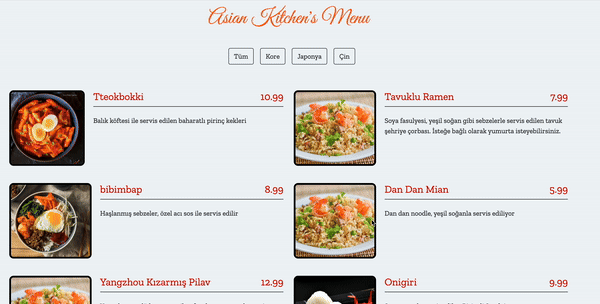 Asian Kitchen's Menu
Tüm Kore Japonya Çin
Tteokbokki 10.99
Balık köftesi ile servis edilen baharatlı pirinç kekleri
Tavuklu Ramen 7.99
Soya fasulyesi, yeşil soğan gibi sebzelerle servis edilen tavuk
şehriye çorbası. İsteğe bağlı olarak yumurta isteyebilirsiniz.
bibimbap 8.99
Haşlanmış sebzeler, özel acı sos ile servis edilir
Dan Dan Mian 5.99
Dan dan noodle, yeşil soğanla servis ediliyor
Yangzhou Kızarmış Pilav 12.99
Onigiri 9.99